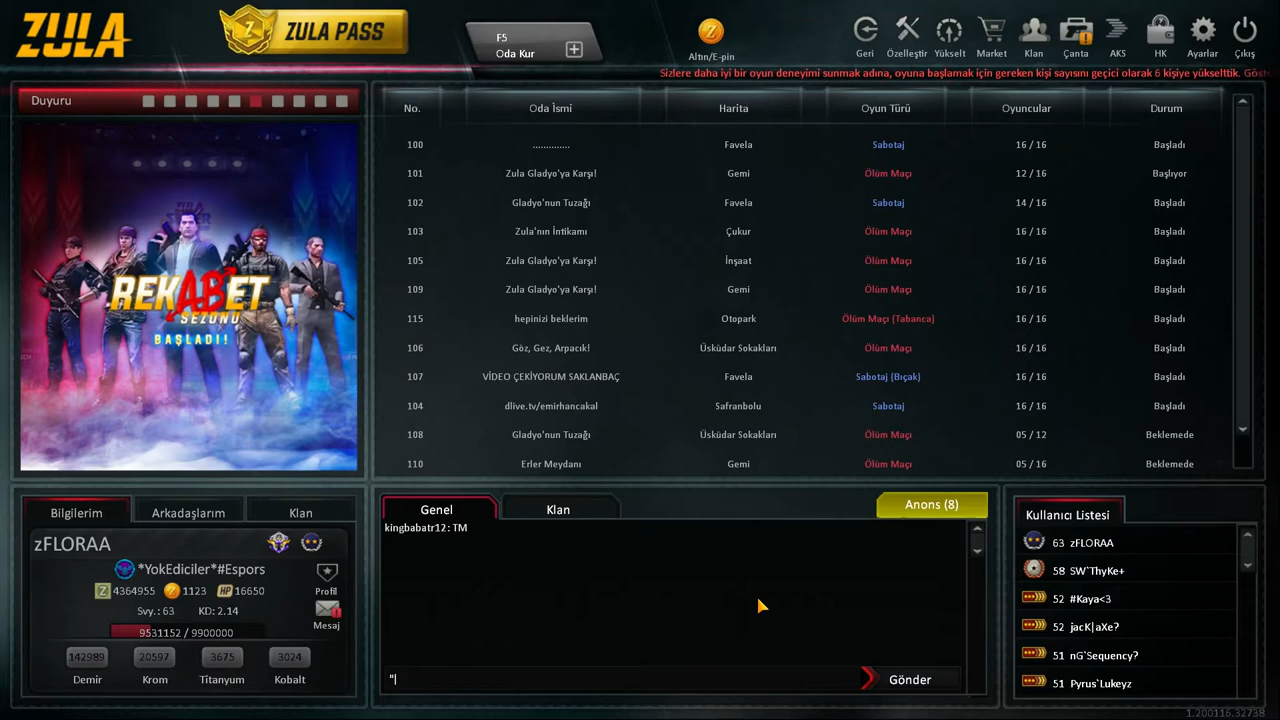 ZULA
ZULA PASS
F5
Oda Kur
Altın/E-pin
Geri
Özelleştir
Yükselt
Market
Klan
Çanta
AKS
HK
Ayarlar
Çıkış
Sizlere daha iyi bir oyun deneyimi sunmak adına, oyuna başlamak için gereken kişi sayısını geçici olarak 6 kişiye yükselttik. Göst
Duyuru
REKABET
SEZONU
BAŞLADI!
No. Oda İsmi Harita Oyun Türü Oyuncular Durum
100 .............. Favela Sabotaj 16 / 16 Başladı
101 Zula Gladyo'ya Karşı! Gemi Ölüm Maçı 12 / 16 Başlıyor
102 Gladyo'nun Tuzağı Favela Sabotaj 14 / 16 Başladı
103 Zula'nın İntikamı Çukur Ölüm Maçı 16 / 16 Başladı
105 Zula Gladyo'ya Karşı! İnşaat Ölüm Maçı 16 / 16 Başladı
109 Zula Gladyo'ya Karşı! Gemi Ölüm Maçı 16 / 16 Başladı
115 hepinizi beklerim Otopark Ölüm Maçı (Tabanca) 16 / 16 Başladı
106 Göz, Gez, Arpacık! Üsküdar Sokakları Ölüm Maçı 16 / 16 Başladı
107 VİDEO ÇEKİYORUM SAKLANBAÇ Favela Sabotaj (Bıçak) 16 / 16 Başladı
104 dlive.tv/emirhancakal Safranbolu Sabotaj 16 / 16 Başladı
108 Gladyo'nun Tuzağı Üsküdar Sokakları Ölüm Maçı 05 / 12 Beklemede
110 Erler Meydanı Gemi Ölüm Maçı 05 / 16 Beklemede
Bilgilerim Arkadaşlarım Klan
zFLORAA
*YokEdiciler*#Espors
4364955 1123 HP 16650
Svy. : 63 KD: 2.14
9531152 / 9900000
Profil
Mesaj
142989 20597 3675 3024
Demir Krom Titanyum Kobalt
Genel Klan Anons (8)
kingbabatr12: TM
"|
Gönder
Kullanıcı Listesi
63 zFLORAA
58 SW`ThyKe+
52 #Kaya<3
52 jacK|aXe?
51 nG`Sequency?
51 Pyrus`Lukeyz
1.200116.32738